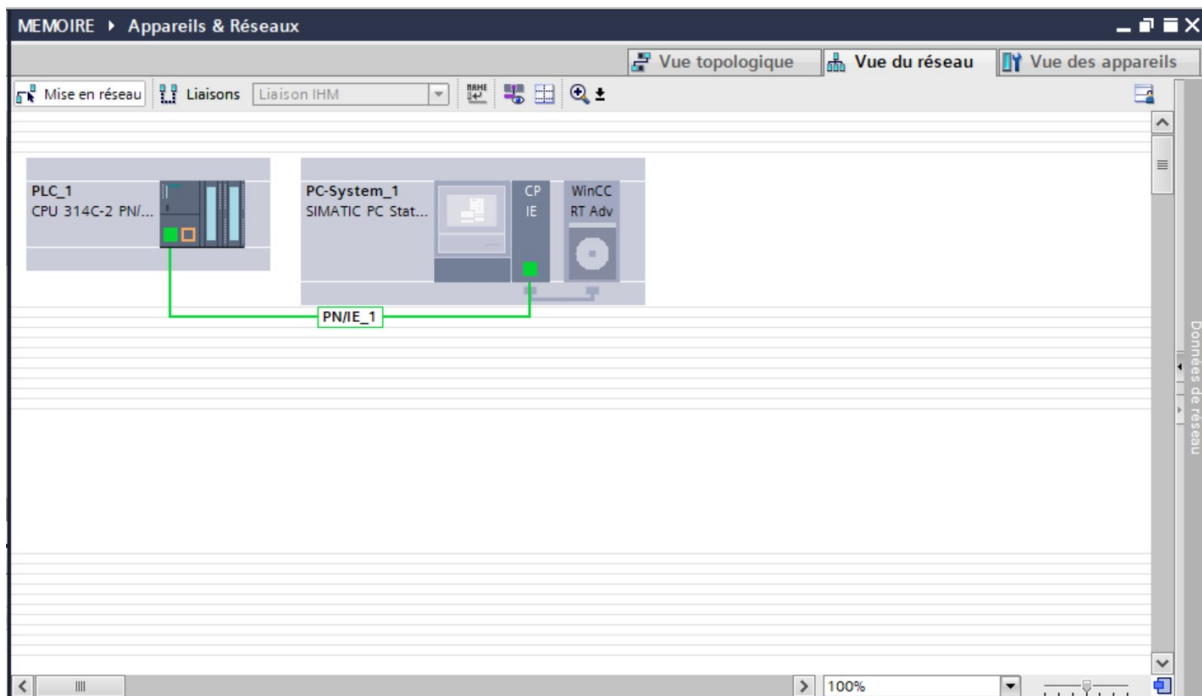 MEMOIRE ▸ Appareils & Réseaux
Vue topologique
Vue du réseau
Vue des appareils
Mise en réseau
Liaisons
Liaison IHM
NAME
PLC_1
CPU 314C-2 PN/...
PC-System_1
SIMATIC PC Stat...
CP
IE
WinCC
RT Adv
PN/IE_1
Données de réseau
100%